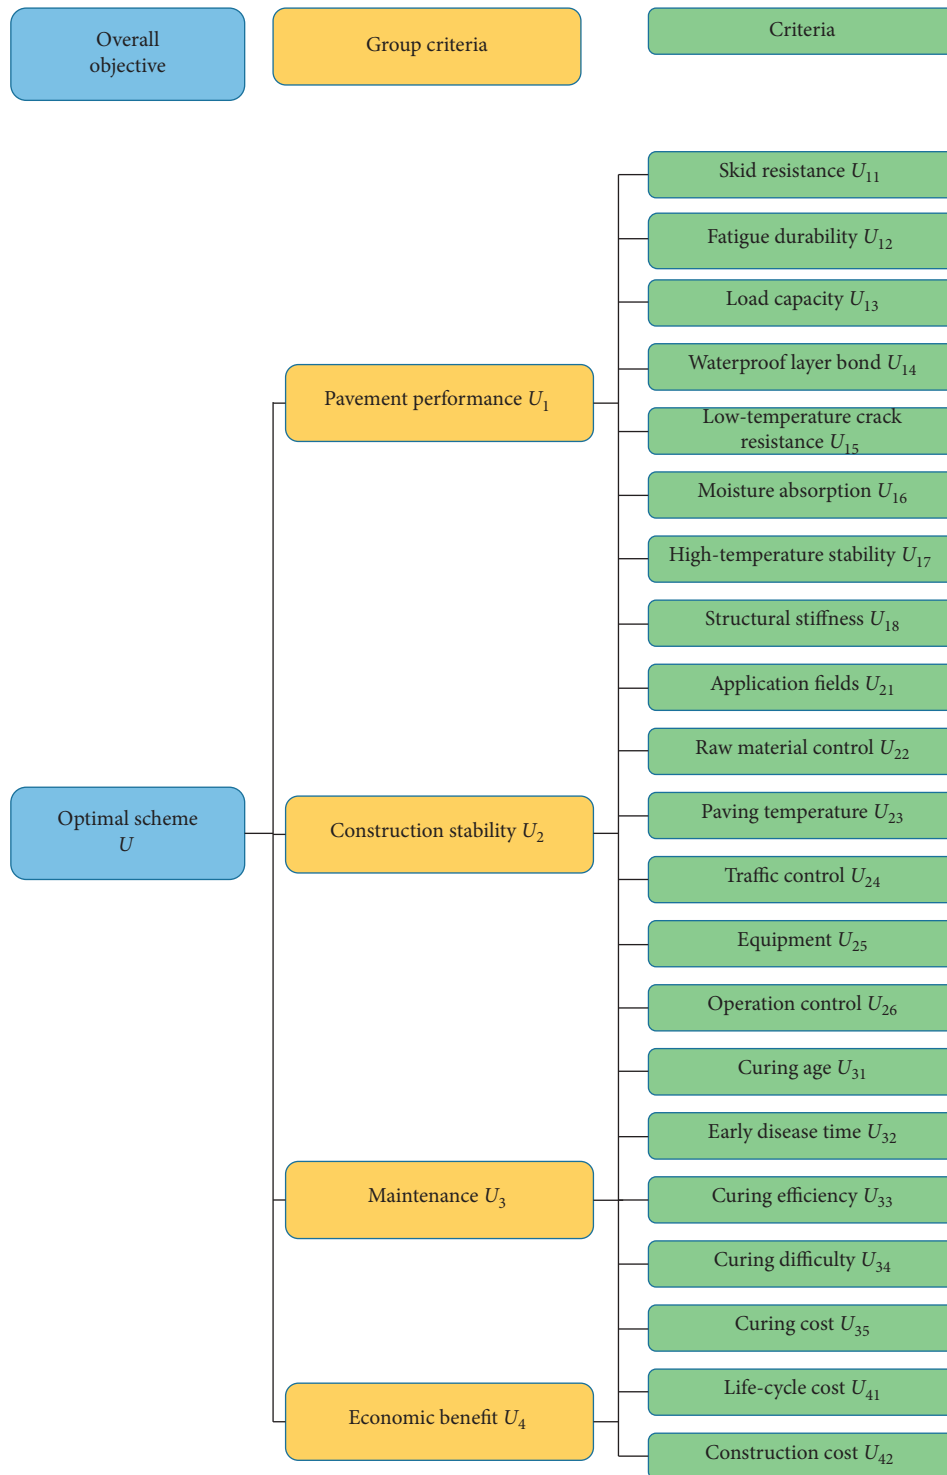 Overall
objective
Group criteria
Criteria
Skid resistance U11
Fatigue durability U12
Load capacity U13
Waterproof layer bond U14
Pavement performance U1
Low-temperature crack
resistance U15
Moisture absorption U16
High-temperature stability U17
Structural stiffness U18
Application fields U21
Raw material control U22
Optimal scheme
U
Construction stability U2
Paving temperature U23
Traffic control U24
Equipment U25
Operation control U26
Curing age U31
Early disease time U32
Maintenance U3
Curing efficiency U33
Curing difficulty U34
Curing cost U35
Life-cycle cost U41
Economic benefit U4
Construction cost U42